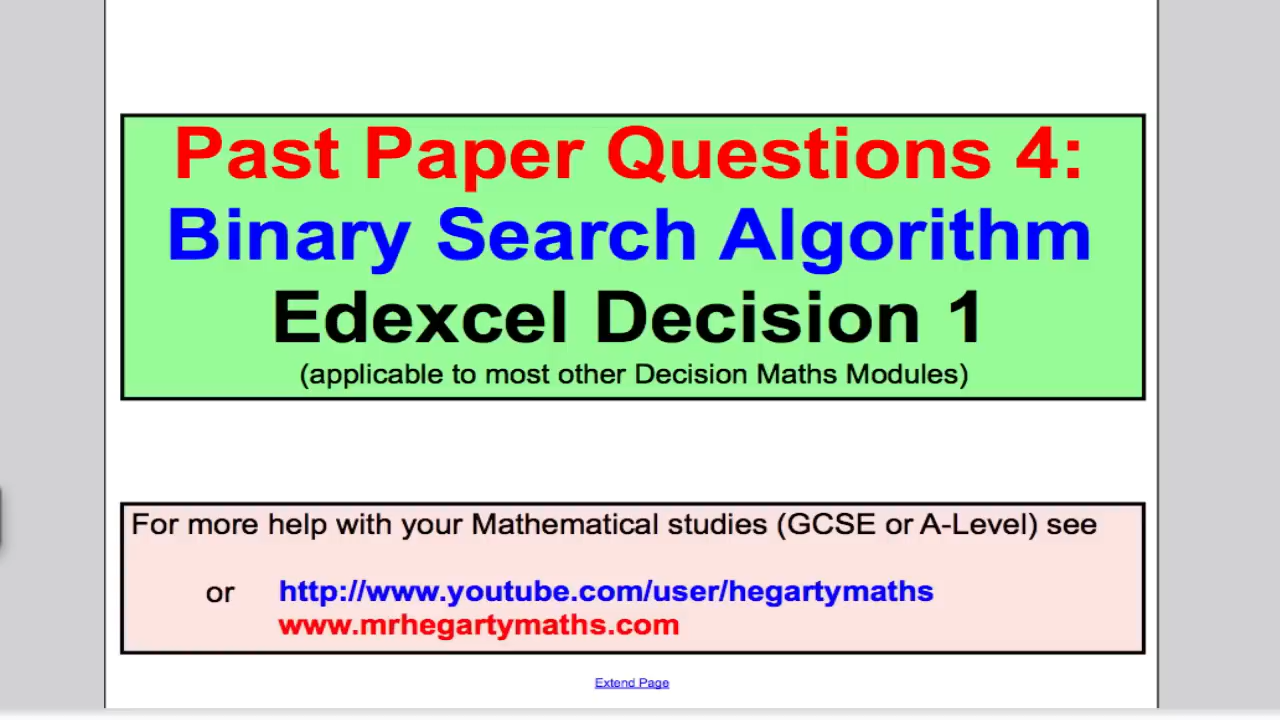 Past Paper Questions 4:
Binary Search Algorithm
Edexcel Decision 1
(applicable to most other Decision Maths Modules)
For more help with your Mathematical studies (GCSE or A-Level) see
or http://www.youtube.com/user/hegartymaths
www.mrhegartymaths.com
Extend Page